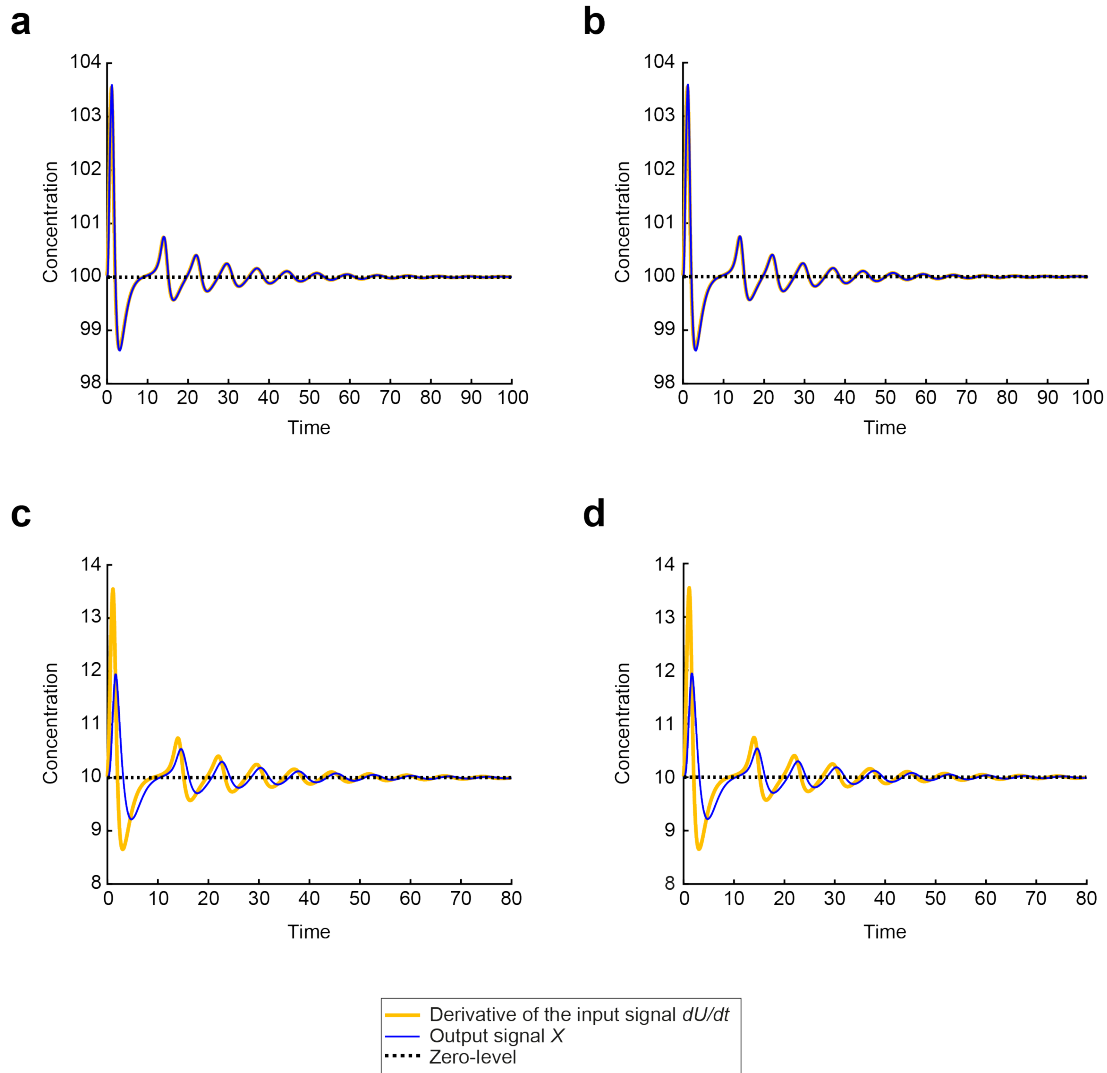 a
b
104
103
102
101
100
99
98
Concentration
0 10 20 30 40 50 60 70 80 90 100
Time
104
103
102
101
100
99
98
Concentration
0 10 20 30 40 50 60 70 80 90 100
Time
c
d
14
13
12
11
10
9
8
Concentration
0 10 20 30 40 50 60 70 80
Time
14
13
12
11
10
9
8
Concentration
0 10 20 30 40 50 60 70 80
Time
Derivative of the input signal dU/dt
Output signal X
Zero-level